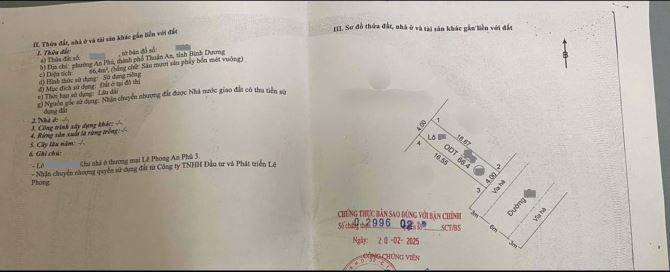 II. Thửa đất, nhà ở và tài sản khác gắn liền với đất
1. Thửa đất:
a) Thửa đất số: , tờ bản đồ số:
b) Địa chỉ: phường An Phú, thành phố Thuận An, tỉnh Bình Dương
c) Diện tích: 66,4m², (bằng chữ: Sáu mươi sáu phẩy bốn mét vuông)
d) Hình thức sử dụng: Sử dụng riêng
đ) Mục đích sử dụng: Đất ở tại đô thị
e) Thời hạn sử dụng: Lâu dài
g) Nguồn gốc sử dụng: Nhận chuyển nhượng đất được Nhà nước giao đất có thu tiền sử
dụng đất
2. Nhà ở: -/-
3. Công trình xây dựng khác: -/-
4. Rừng sản xuất là rừng trồng: -/-
5. Cây lâu năm: -/-
6. Ghi chú:
- Lô Khu nhà ở thương mại Lê Phong An Phú 3.
- Nhận chuyển nhượng quyền sử dụng đất từ Công ty TNHH Đầu tư và Phát triển Lê
Phong.
III. Sơ đồ thửa đất, nhà ở và tài sản khác gắn liền với đất
B
4.00
1
Lô
16.67
4
ODT 66.4
2
16.55
4.00
3
Vỉa hè
Đường
Vỉa hè
3m
6m
3m
CHỨNG THỰC BẢN SAO ĐÚNG VỚI BẢN CHÍNH
Số chứng thực 0.2996 02 SCT/BS
Ngày: 20-02-2025
CÔNG CHỨNG VIÊN